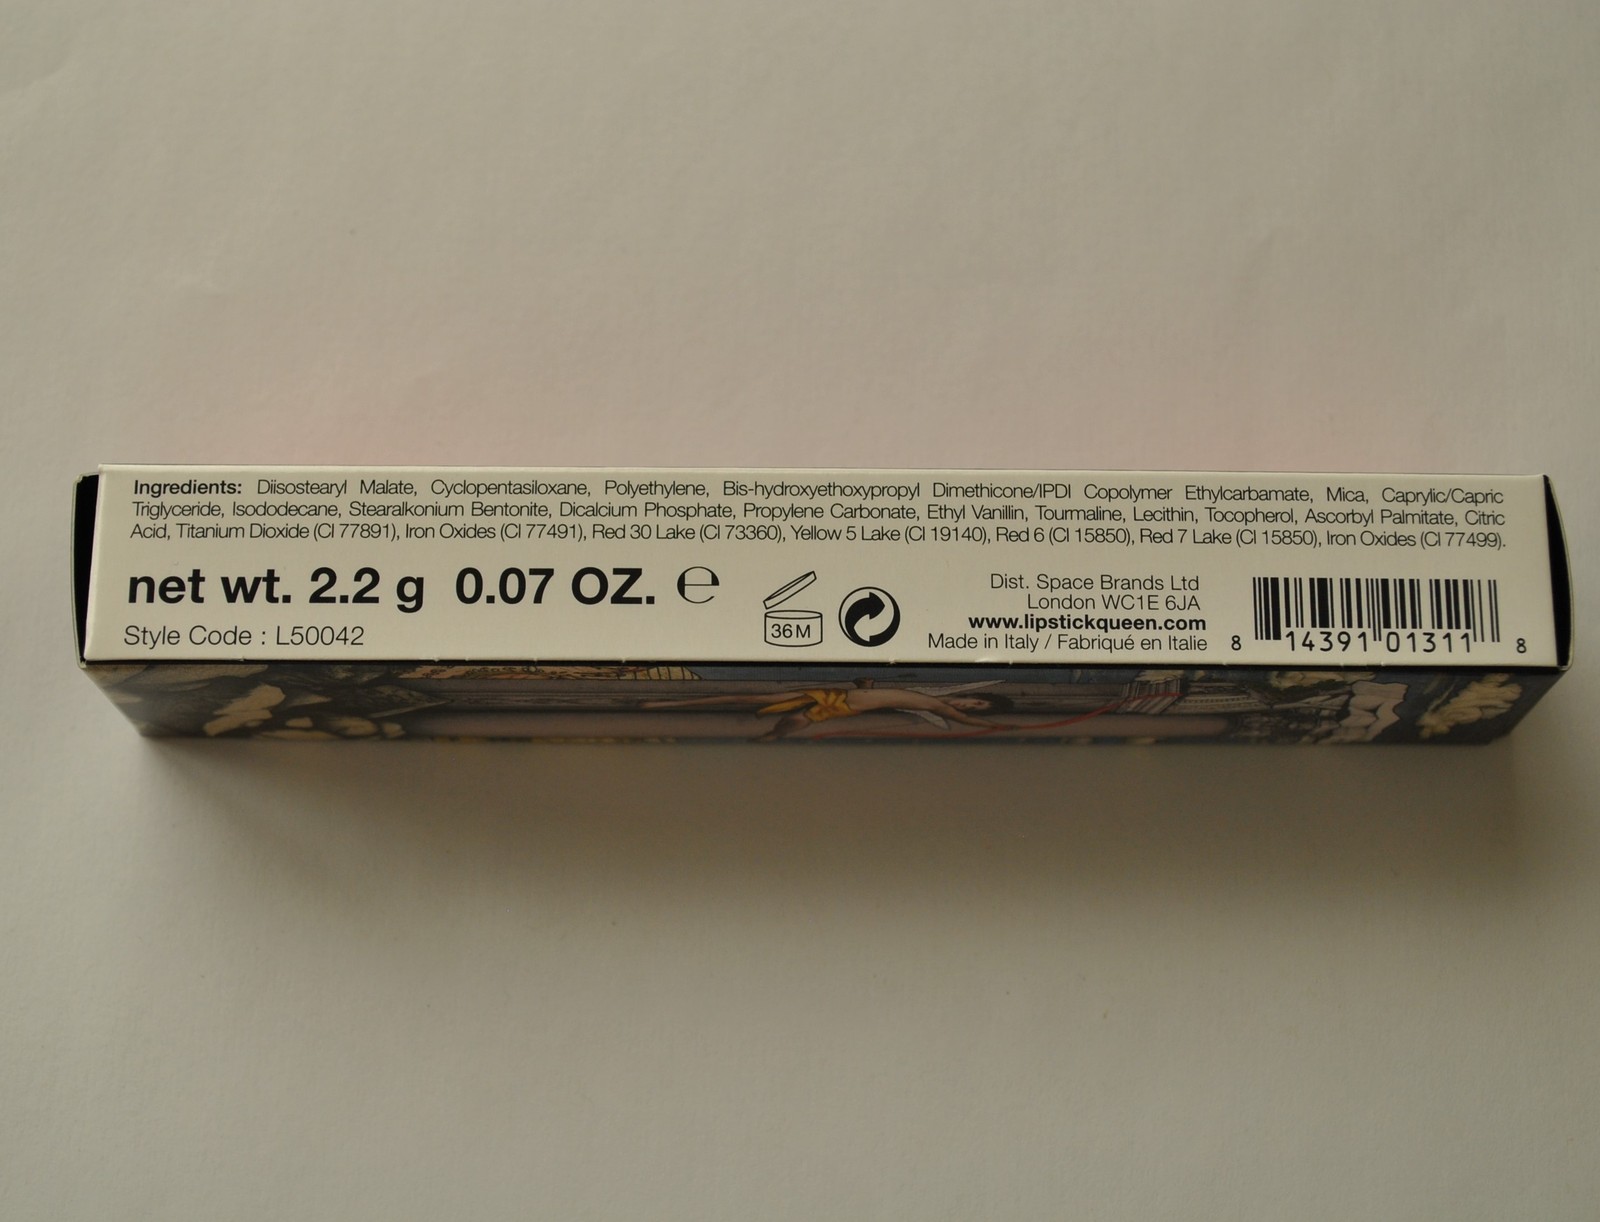 Ingredients: Diisostearyl Malate, Cyclopentasiloxane, Polyethylene, Bis-hydroxyethoxypropyl Dimethicone/IPDI Copolymer Ethylcarbamate, Mica, Caprylic/Capric
Triglyceride, Isododecane, Stearalkonium Bentonite, Dicalcium Phosphate, Propylene Carbonate, Ethyl Vanillin, Tourmaline, Lecithin, Tocopherol, Ascorbyl Palmitate, Citric
Acid, Titanium Dioxide (CI 77891), Iron Oxides (CI 77491), Red 30 Lake (CI 73360), Yellow 5 Lake (CI 19140), Red 6 (CI 15850), Red 7 Lake (CI 15850), Iron Oxides (CI 77499).
net wt. 2.2 g 0.07 OZ. ℮
Style Code : L50042
36M
Dist. Space Brands Ltd
London WC1E 6JA
www.lipstickqueen.com
Made in Italy / Fabriqué en Italie
8 14391 01311 8